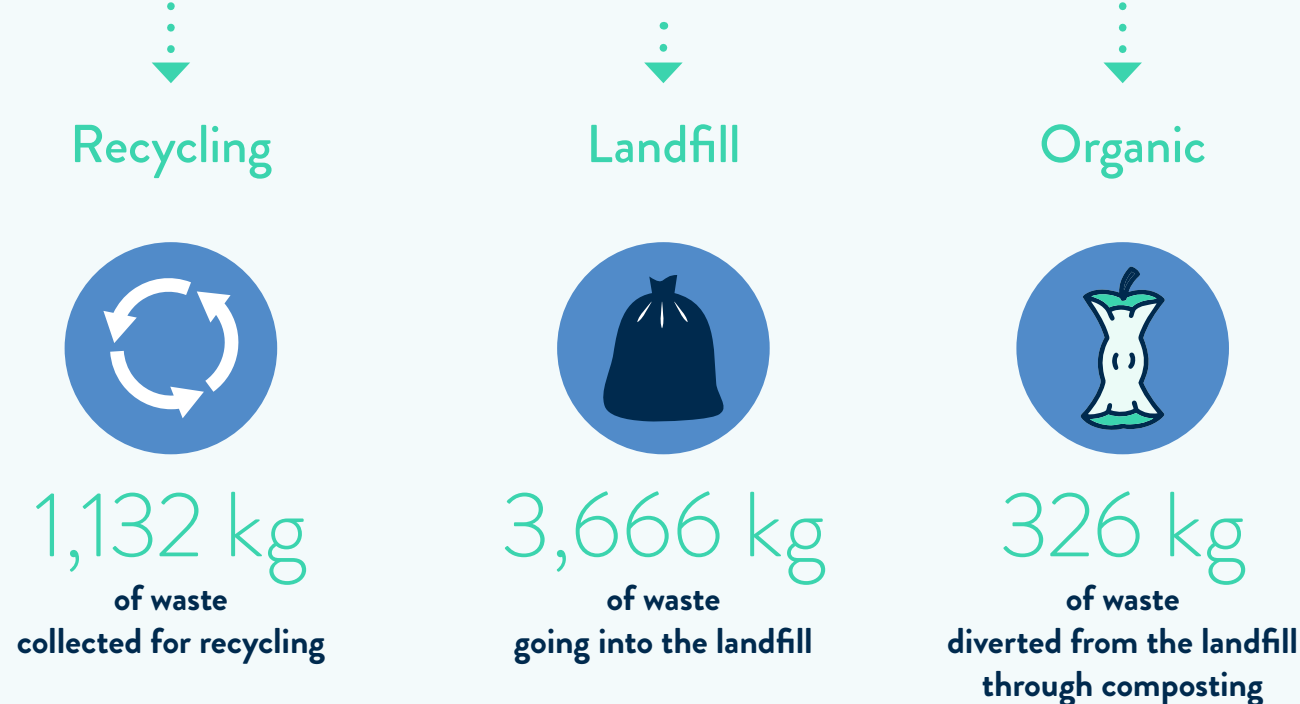 Recycling
Landfill
Organic
1,132 kg
of waste
collected for recycling
3,666 kg
of waste
going into the landfill
326 kg
of waste
diverted from the landfill
through composting